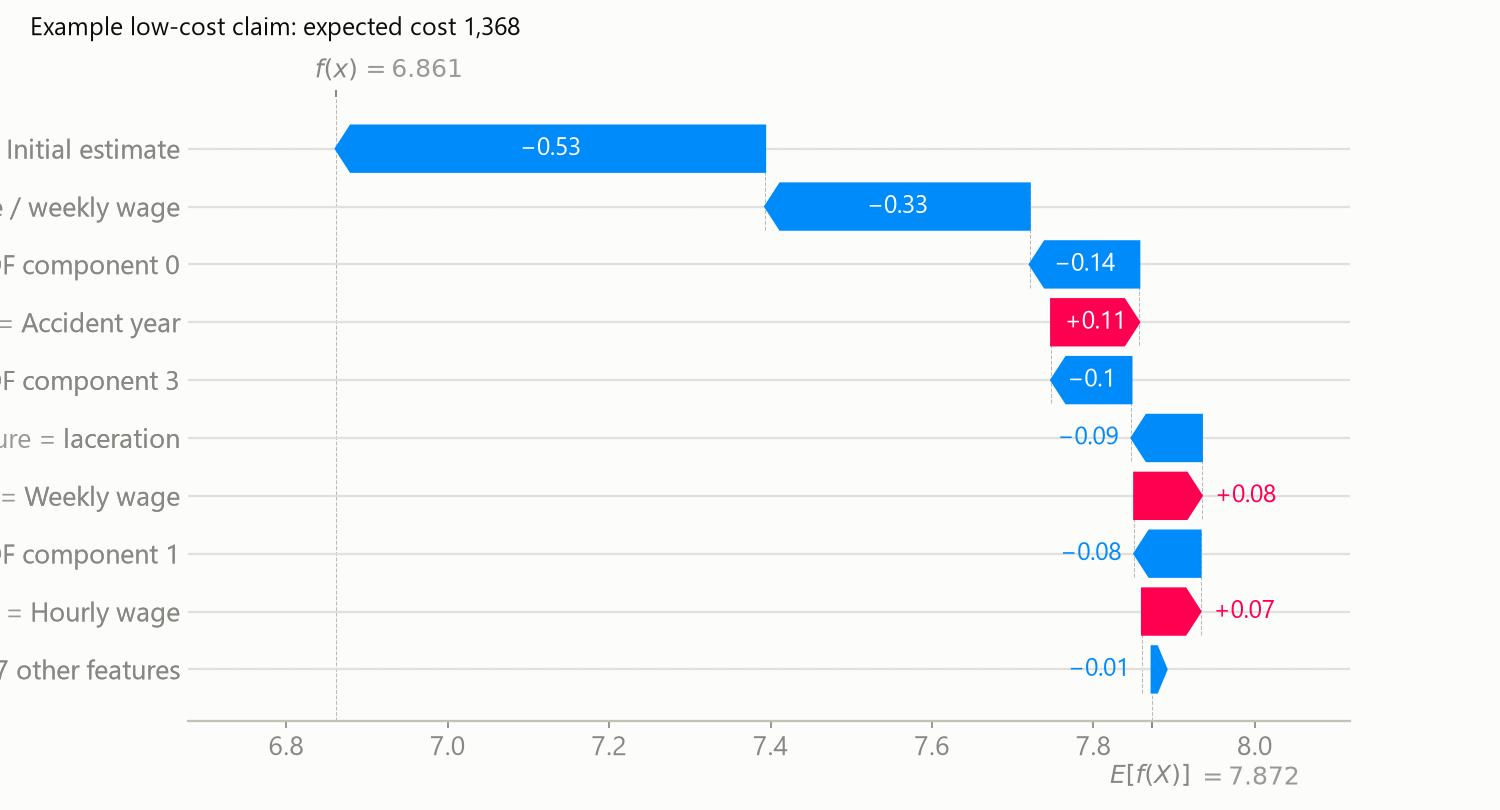 Example low-cost claim: expected cost 1,368
f(x) = 6.861
Initial estimate
−0.53
/ weekly wage
−0.33
component 0
−0.14
= Accident year
+0.11
component 3
−0.1
= laceration
−0.09
= Weekly wage
+0.08
component 1
−0.08
= Hourly wage
+0.07
7 other features
−0.01
6.8 7.0 7.2 7.4 7.6 7.8 8.0
E[f(X)] = 7.872